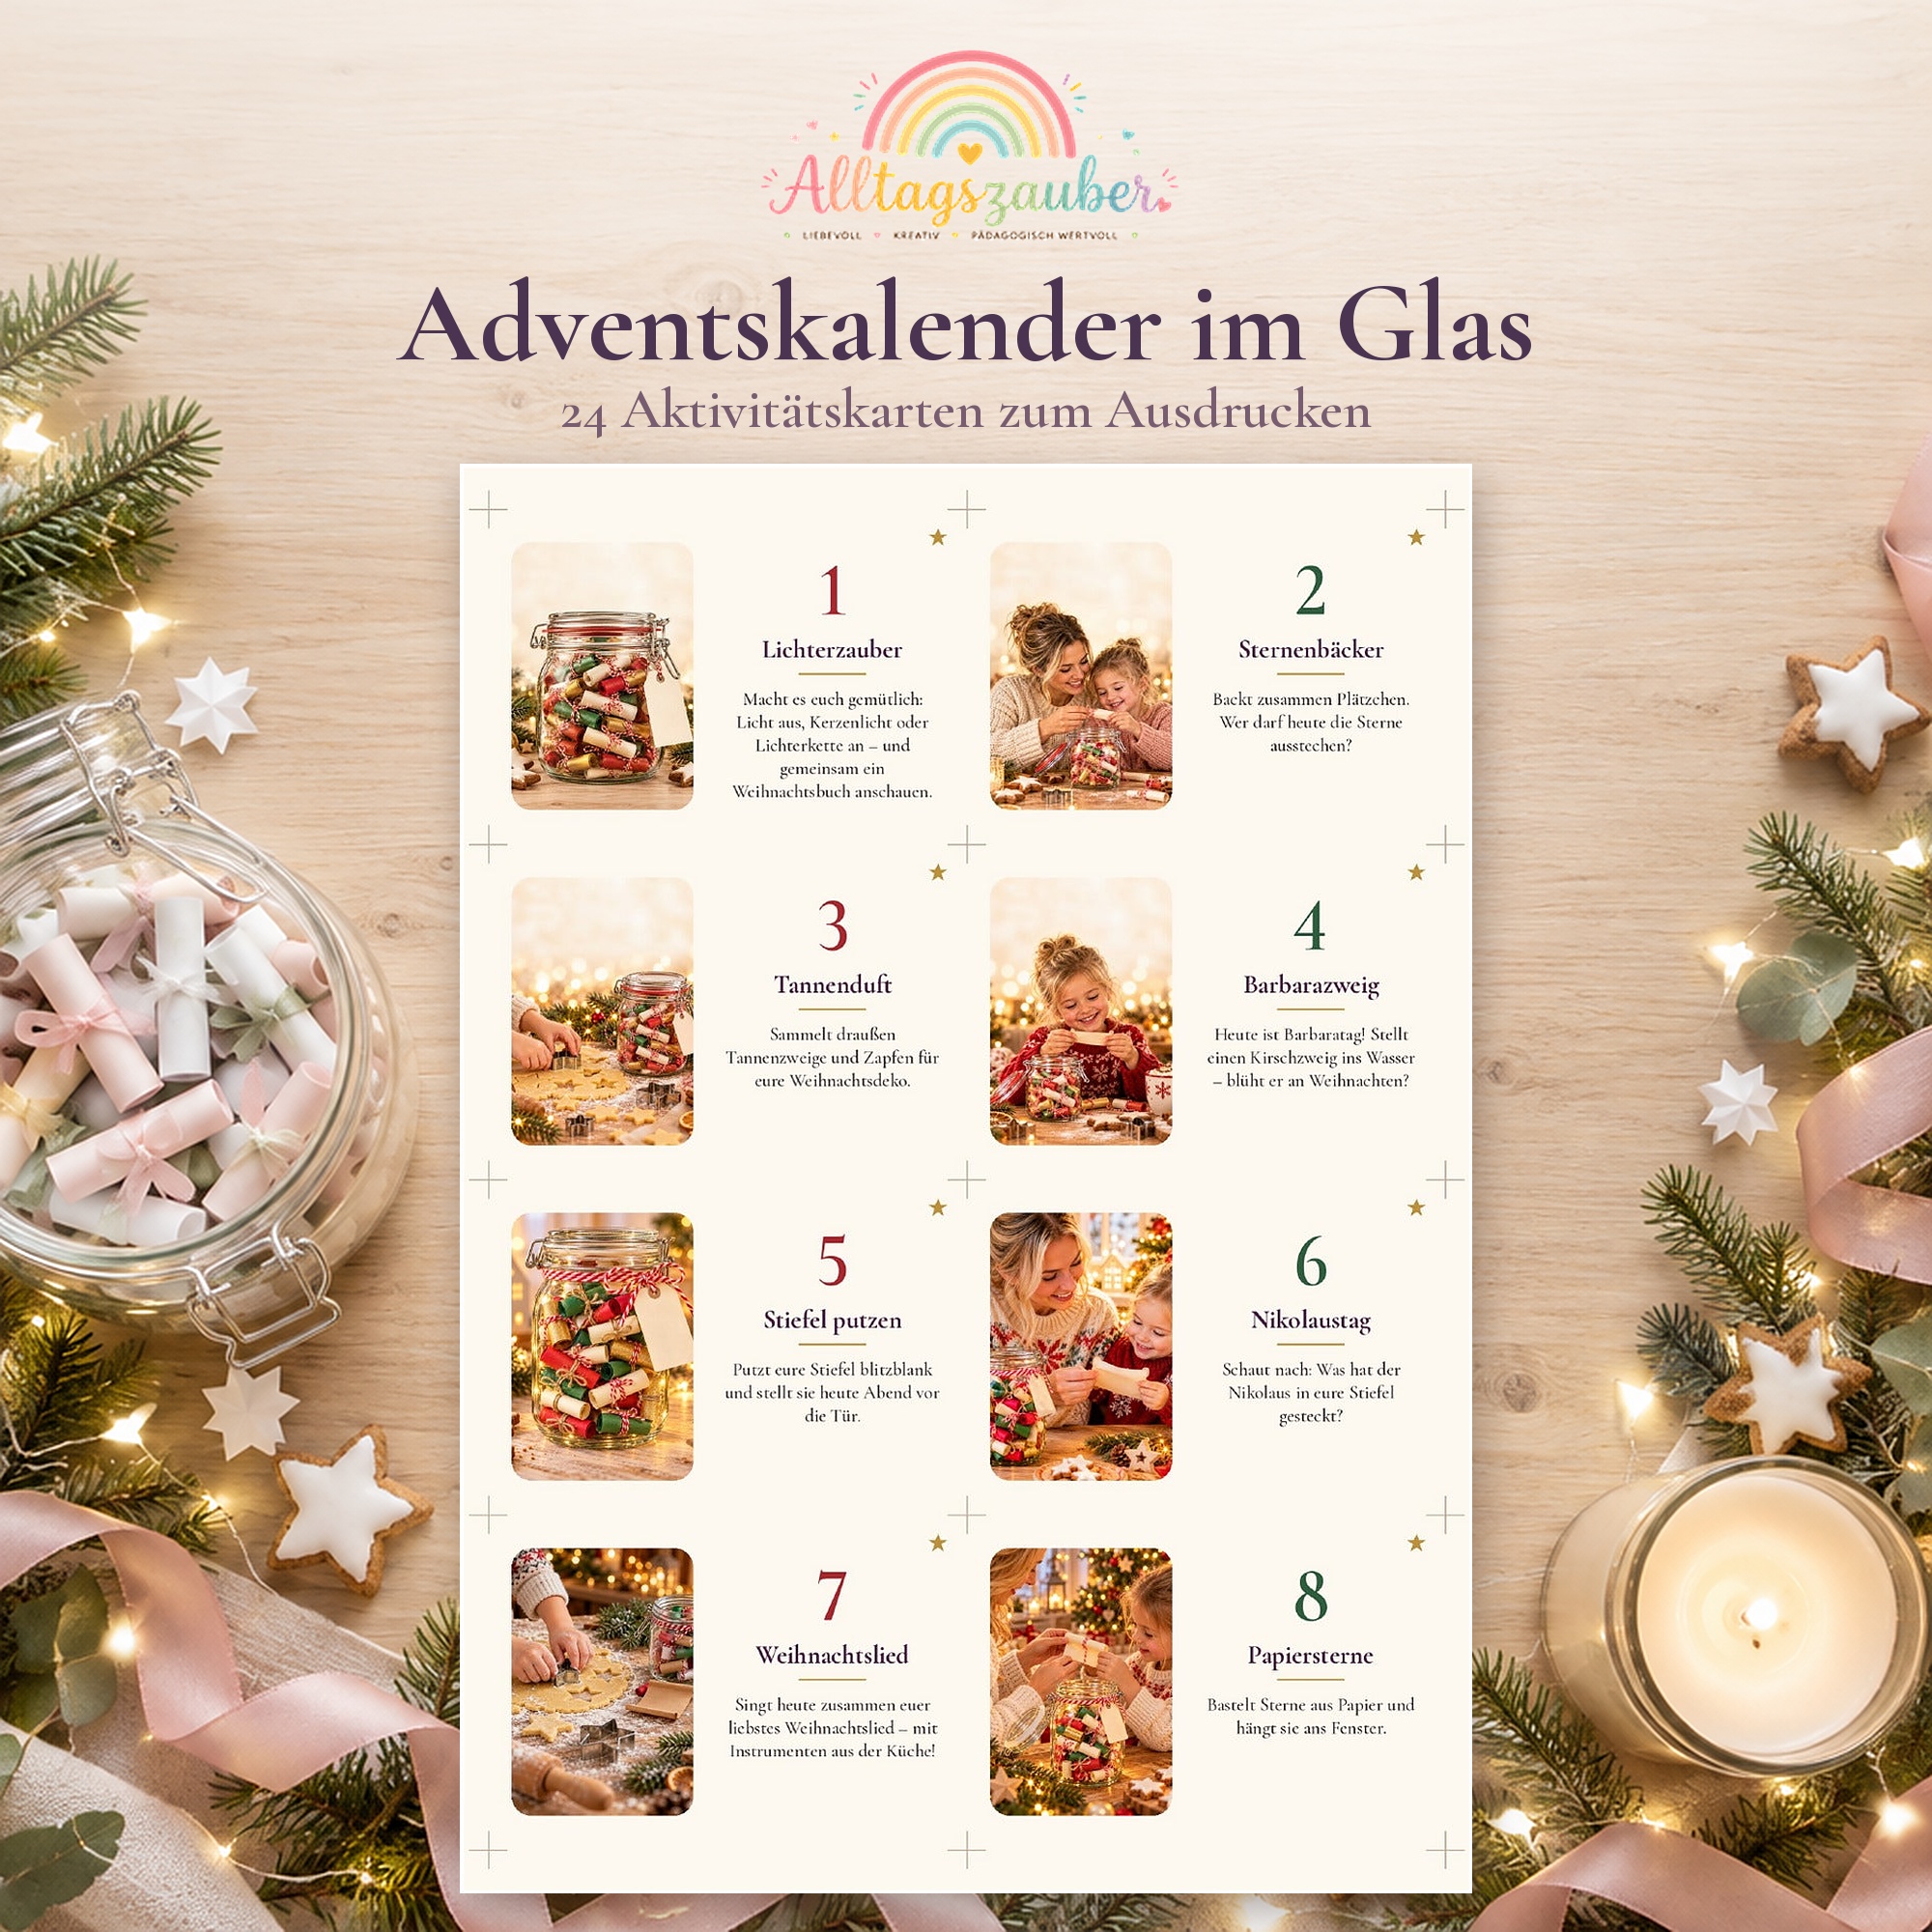 Alltagszauber
LIEBEVOLL KREATIV PÄDAGOGISCH WERTVOLL
Adventskalender im Glas
24 Aktivitätskarten zum Ausdrucken
1
Lichterzauber
Macht es euch gemütlich:
Licht aus, Kerzenlicht oder
Lichterkette an – und
gemeinsam ein
Weihnachtsbuch anschauen.
2
Sternenbäcker
Backt zusammen Plätzchen.
Wer darf heute die Sterne
ausstechen?
3
Tannenduft
Sammelt draußen
Tannenzweige und Zapfen für
eure Weihnachtsdeko.
4
Barbarazweig
Heute ist Barbaratag! Stellt
einen Kirschzweig ins Wasser
– blüht er an Weihnachten?
5
Stiefel putzen
Putzt eure Stiefel blitzblank
und stellt sie heute Abend vor
die Tür.
6
Nikolaustag
Schaut nach: Was hat der
Nikolaus in eure Stiefel
gesteckt?
7
Weihnachtslied
Singt heute zusammen euer
liebstes Weihnachtslied – mit
Instrumenten aus der Küche!
8
Papiersterne
Bastelt Sterne aus Papier und
hängt sie ans Fenster.